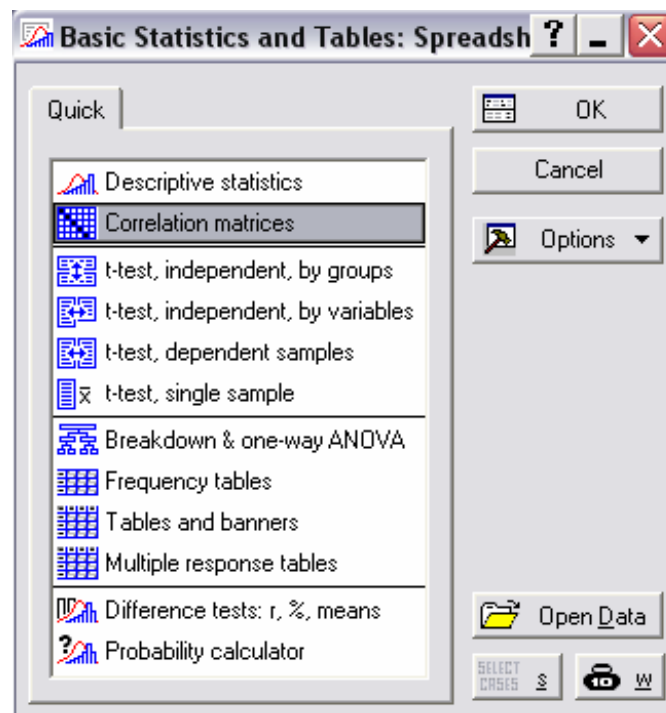 Basic Statistics and Tables: Spreadsh ?
Quick
Descriptive statistics
Correlation matrices
t-test, independent, by groups
t-test, independent, by variables
t-test, dependent samples
x̄ t-test, single sample
Breakdown & one-way ANOVA
Frequency tables
Tables and banners
Multiple response tables
Difference tests: r, %, means
? Probability calculator
OK
Cancel
Options
Open Data
SELECT
CASES S
10 W